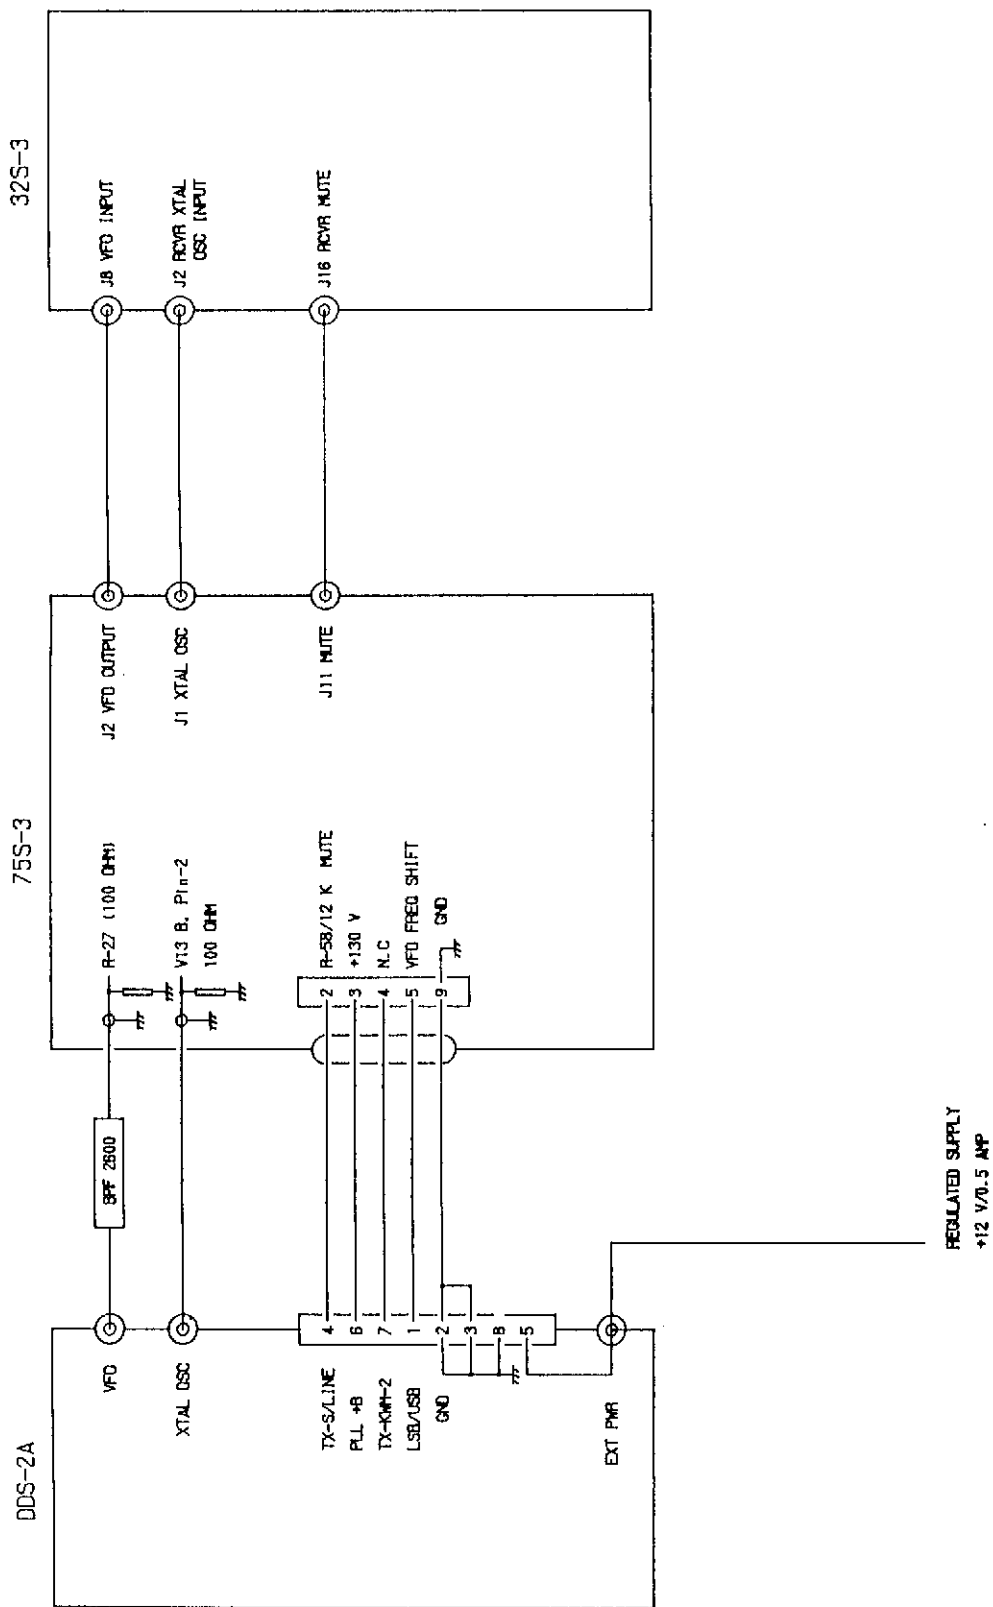 32S-3
J8 VFO INPUT
J2 RCVR XTAL
OSC INPUT
J16 RCVR MUTE
75S-3
J2 VFO OUTPUT
J1 XTAL OSC
J11 MUTE
R-27 (100 OHM)
V13 B. Pin-2
100 OHM
2 R-58/12 K MUTE
3 +130 V
4 N.C
5 VFO FREQ SHIFT
9 GND
BPF 2600
DDS-2A
VFO
XTAL OSC
TX-S/LINE 4
PLL +B 6
TX-KWM-2 7
LSB/USB 1
GND 2
3
8
5
EXT PWR
REGULATED SUPPLY
+12 V/0.5 AMP